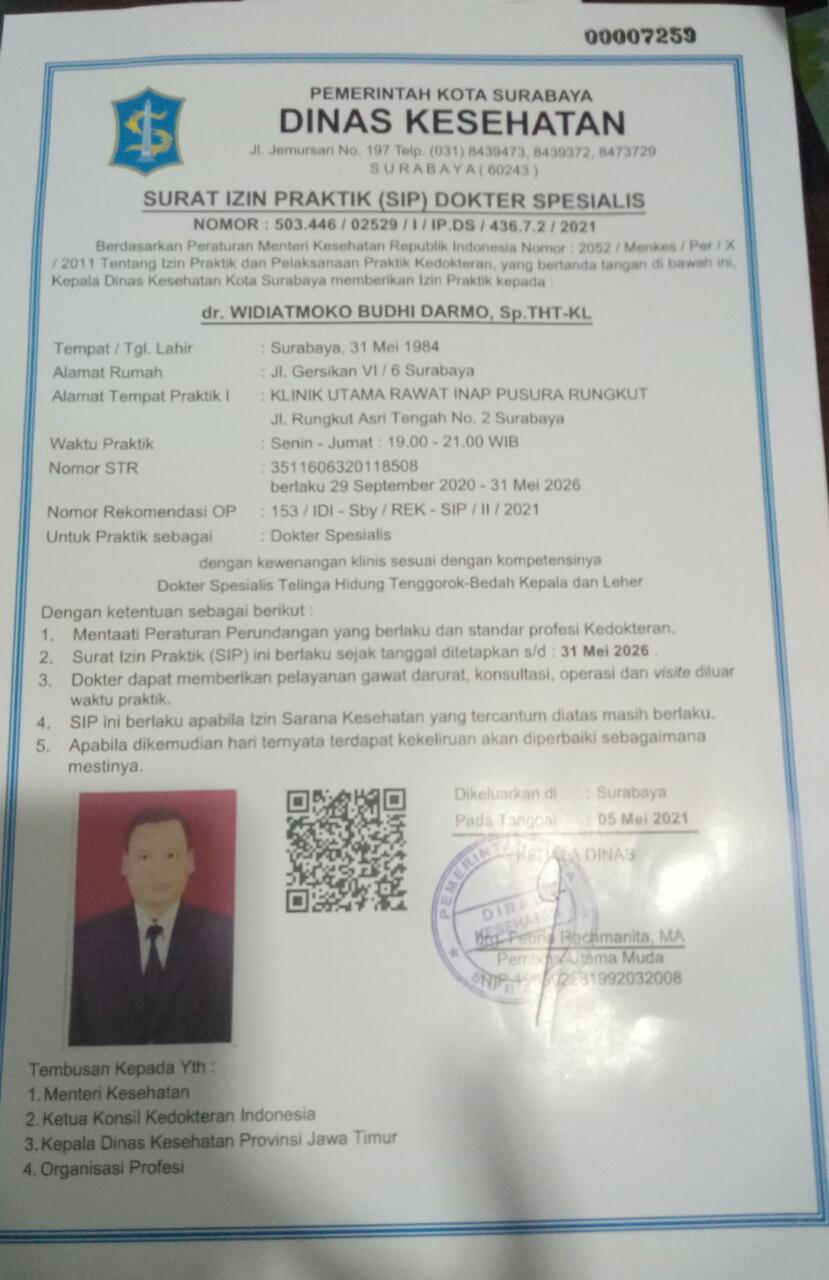 00007259
PEMERINTAH KOTA SURABAYA
DINAS KESEHATAN
Jl. Jemursari No. 197 Telp. (031) 8439473, 8439372, 8473729
SURABAYA ( 60243 )
SURAT IZIN PRAKTIK (SIP) DOKTER SPESIALIS
NOMOR : 503.446 / 02529 / I / IP.DS / 436.7.2 / 2021
Berdasarkan Peraturan Menteri Kesehatan Republik Indonesia Nomor : 2052 / Menkes / Per / X
/ 2011 Tentang Izin Praktik dan Pelaksanaan Praktik Kedokteran, yang bertanda tangan di bawah ini,
Kepala Dinas Kesehatan Kota Surabaya memberikan Izin Praktik kepada :
dr. WIDIATMOKO BUDHI DARMO, Sp.THT-KL
Tempat / Tgl. Lahir : Surabaya, 31 Mei 1984
Alamat Rumah : Jl. Gersikan VI / 6 Surabaya
Alamat Tempat Praktik I : KLINIK UTAMA RAWAT INAP PUSURA RUNGKUT
Jl. Rungkut Asri Tengah No. 2 Surabaya
Waktu Praktik : Senin - Jumat : 19.00 - 21.00 WIB
Nomor STR : 3511606320118508
berlaku 29 September 2020 - 31 Mei 2026
Nomor Rekomendasi OP : 153 / IDI - Sby / REK - SIP / II / 2021
Untuk Praktik sebagai : Dokter Spesialis
dengan kewenangan klinis sesuai dengan kompetensinya
Dokter Spesialis Telinga Hidung Tenggorok-Bedah Kepala dan Leher
Dengan ketentuan sebagai berikut :
1. Mentaati Peraturan Perundangan yang berlaku dan standar profesi Kedokteran.
2. Surat Izin Praktik (SIP) ini berlaku sejak tanggal ditetapkan s/d : 31 Mei 2026 .
3. Dokter dapat memberikan pelayanan gawat darurat, konsultasi, operasi dan visite diluar
waktu praktik.
4. SIP ini berlaku apabila Izin Sarana Kesehatan yang tercantum diatas masih berlaku.
5. Apabila dikemudian hari ternyata terdapat kekeliruan akan diperbaiki sebagaimana
mestinya.
Dikeluarkan di : Surabaya
Pada Tanggal : 05 Mei 2021
KEPALA DINAS
DINAS
KESEHATAN
drg. Febria Rachmanita, MA
Pembina Utama Muda
NIP
Tembusan Kepada Yth :
1. Menteri Kesehatan
2. Ketua Konsil Kedokteran Indonesia
3. Kepala Dinas Kesehatan Provinsi Jawa Timur
4. Organisasi Profesi